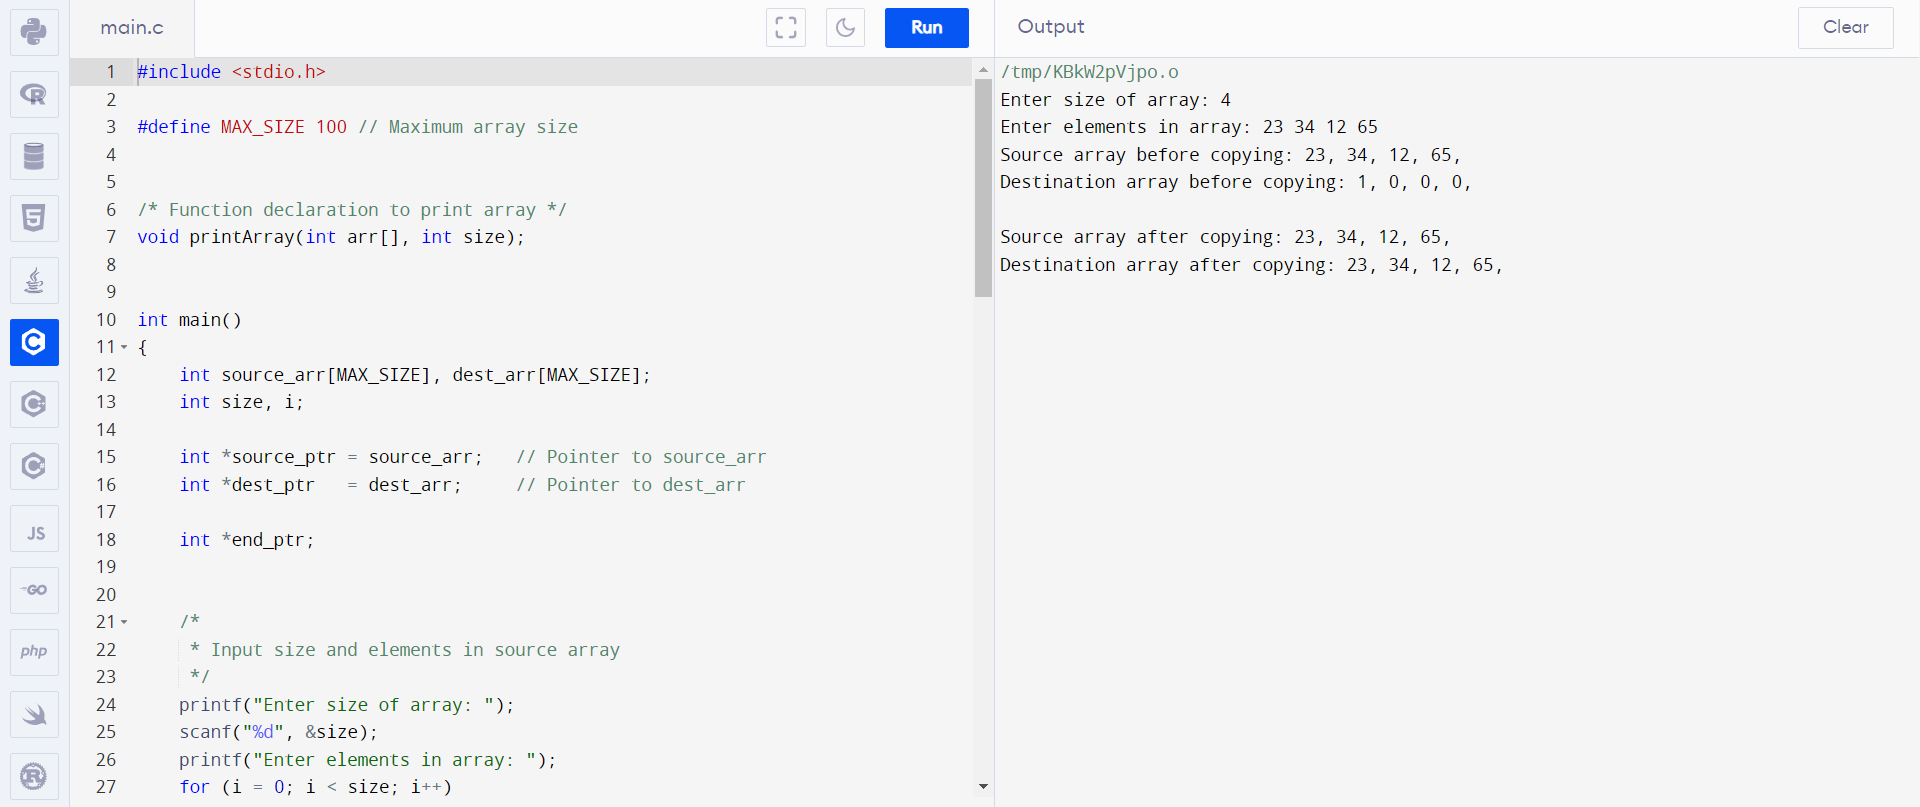 main.c
Run
Output
Clear
1 #include <stdio.h>
2
3 #define MAX_SIZE 100 // Maximum array size
4
5
6 /* Function declaration to print array */
7 void printArray(int arr[], int size);
8
9
10 int main()
11 {
12 int source_arr[MAX_SIZE], dest_arr[MAX_SIZE];
13 int size, i;
14
15 int *source_ptr = source_arr; // Pointer to source_arr
16 int *dest_ptr = dest_arr; // Pointer to dest_arr
17
18 int *end_ptr;
19
20
21 /*
22 * Input size and elements in source array
23 */
24 printf("Enter size of array: ");
25 scanf("%d", &size);
26 printf("Enter elements in array: ");
27 for (i = 0; i < size; i++)
/tmp/KBkW2pVjpo.o
Enter size of array: 4
Enter elements in array: 23 34 12 65
Source array before copying: 23, 34, 12, 65,
Destination array before copying: 1, 0, 0, 0,
Source array after copying: 23, 34, 12, 65,
Destination array after copying: 23, 34, 12, 65,
R
5
C
C
C
JS
GO
php
R